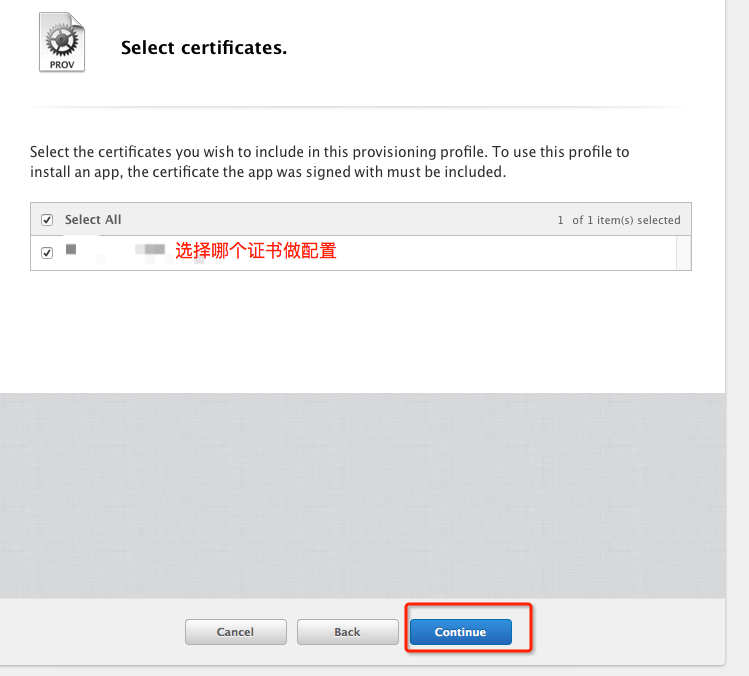 PROV
Select certificates.
Select the certificates you wish to include in this provisioning profile. To use this profile to
install an app, the certificate the app was signed with must be included.
Select All
1 of 1 item(s) selected
选择哪个证书做配置
Cancel
Back
Continue